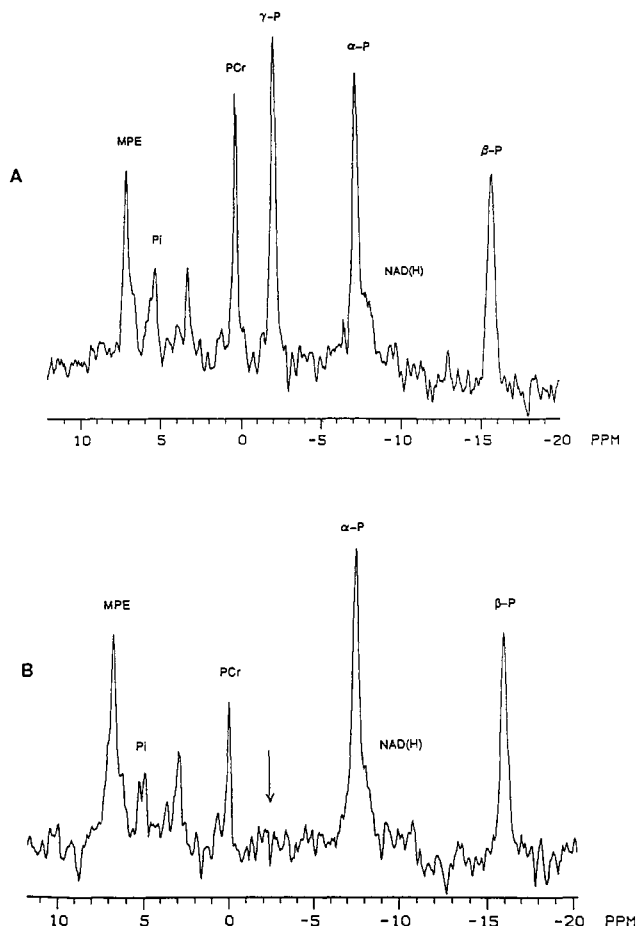 γ-P
α-P
PCr
MPE
β-P
A
Pi
NAD(H)
10 5 0 -5 -10 -15 -20 PPM
α-P
MPE
β-P
B
PCr
Pi
NAD(H)
10 5 0 -5 -10 -15 -20 PPM